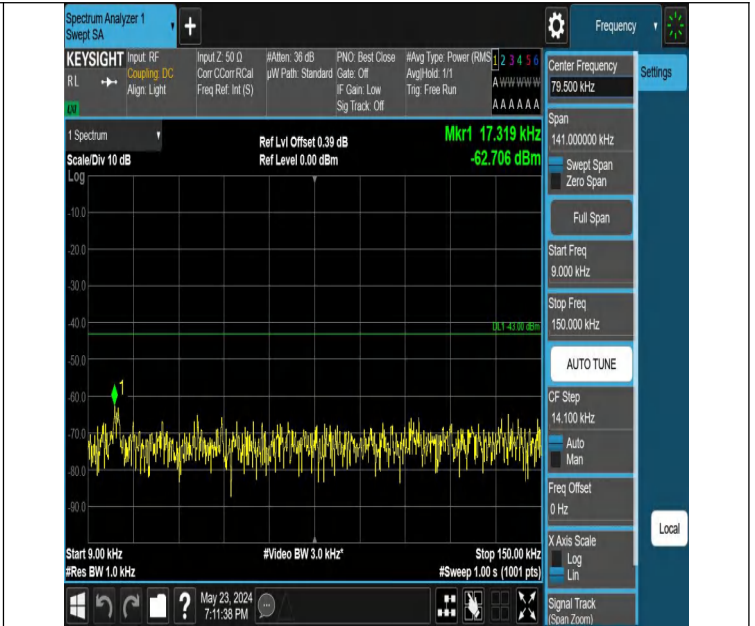 Spectrum Analyzer 1
Swept SA
+
Frequency
KEYSIGHT
RL
LXI
Input: RF
Coupling: DC
Align: Light
Input Z: 50 Ω
Corr CCorr RCal
Freq Ref: Int (S)
#Atten: 36 dB
µW Path: Standard
PNO: Best Close
Gate: Off
IF Gain: Low
Sig Track: Off
#Avg Type: Power (RMS
Avg|Hold: 1/1
Trig: Free Run
1 2 3 4 5 6
A W W W W W
A A A A A A
1 Spectrum
Scale/Div 10 dB
Log
Ref Lvl Offset 0.39 dB
Ref Level 0.00 dBm
Mkr1 17.319 kHz
-62.706 dBm
-10.0
-20.0
-30.0
-40.0
-50.0
-60.0
-70.0
-80.0
-90.0
DL1 -43.00 dBm
1
Start 9.00 kHz
#Res BW 1.0 kHz
#Video BW 3.0 kHz*
Stop 150.00 kHz
#Sweep 1.00 s (1001 pts)
Center Frequency
79.500 kHz
Settings
Span
141.000000 kHz
Swept Span
Zero Span
Full Span
Start Freq
9.000 kHz
Stop Freq
150.000 kHz
AUTO TUNE
CF Step
14.100 kHz
Auto
Man
Freq Offset
0 Hz
X Axis Scale
Log
Lin
Local
Signal Track
(Span Zoom)
?
May 23, 2024
7:11:38 PM